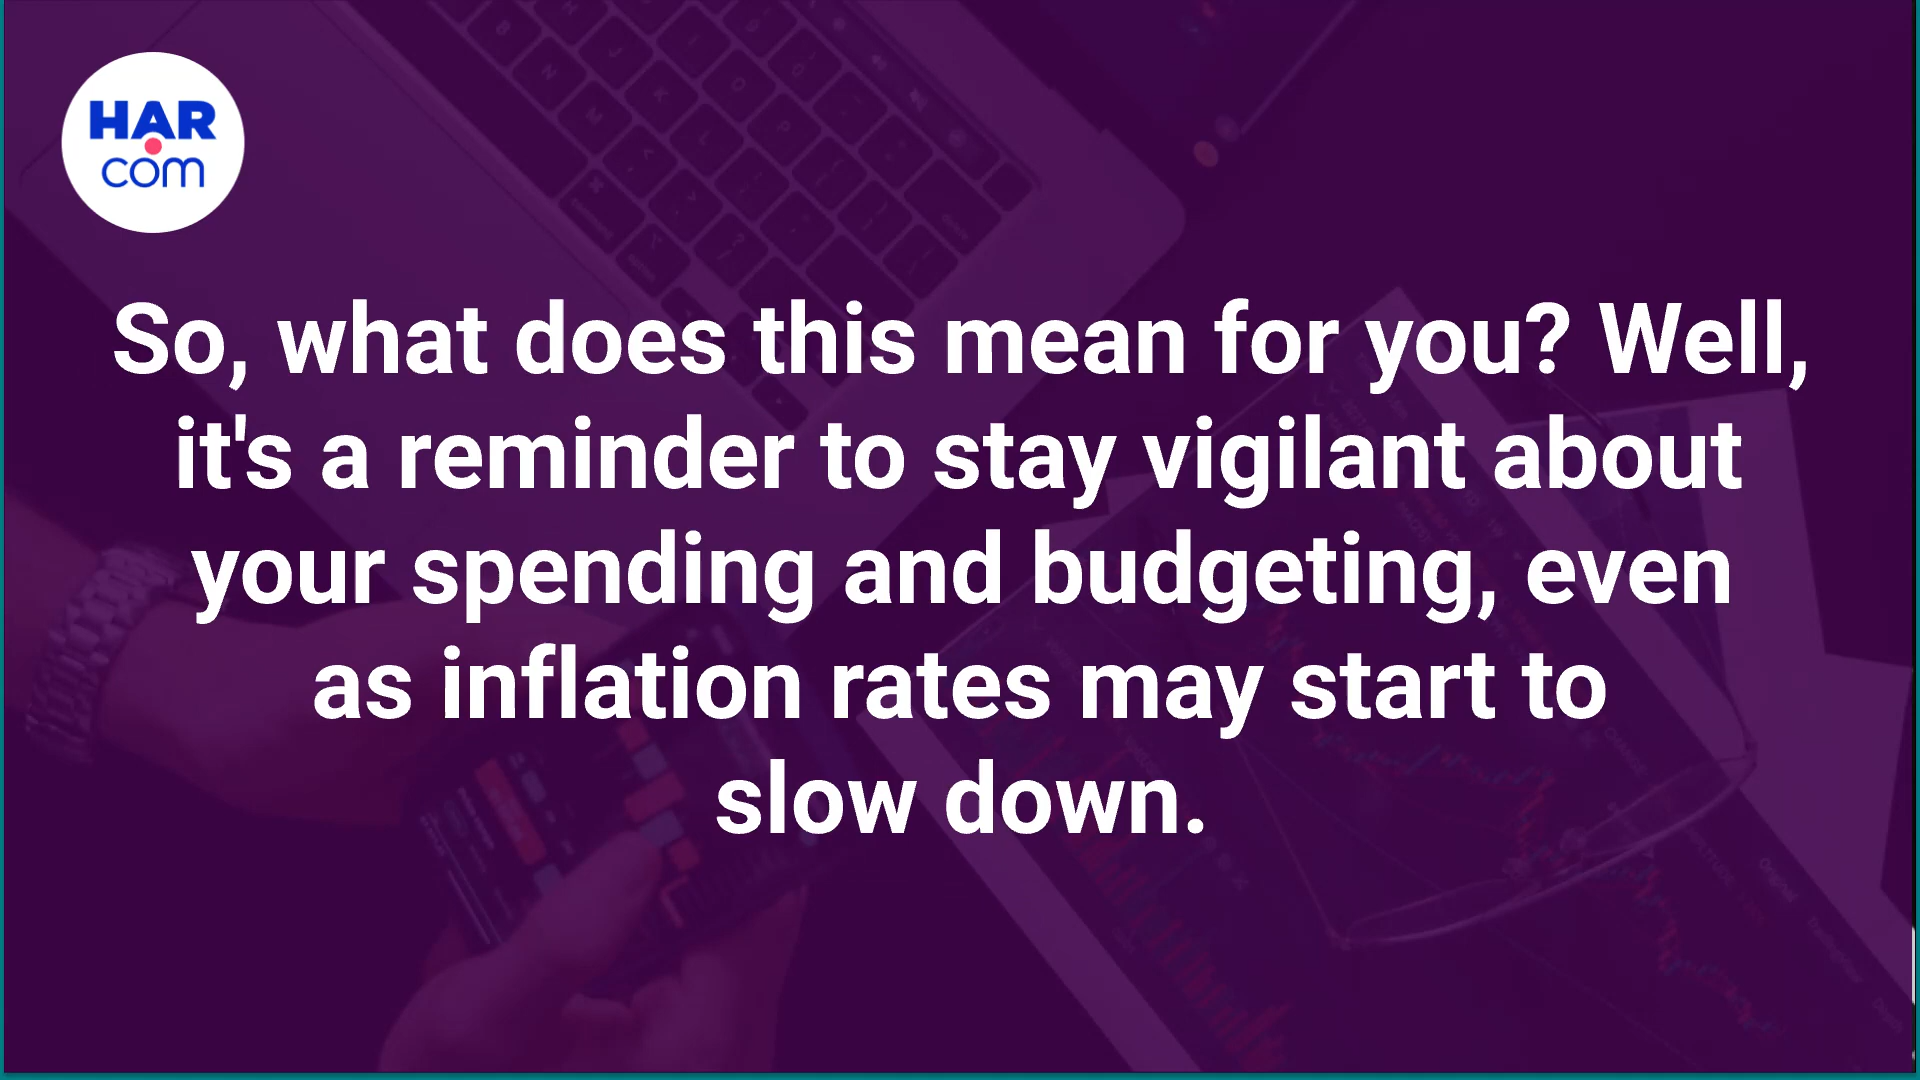 HAR
com
So, what does this mean for you? Well,
it's a reminder to stay vigilant about
your spending and budgeting, even
as inflation rates may start to
slow down.